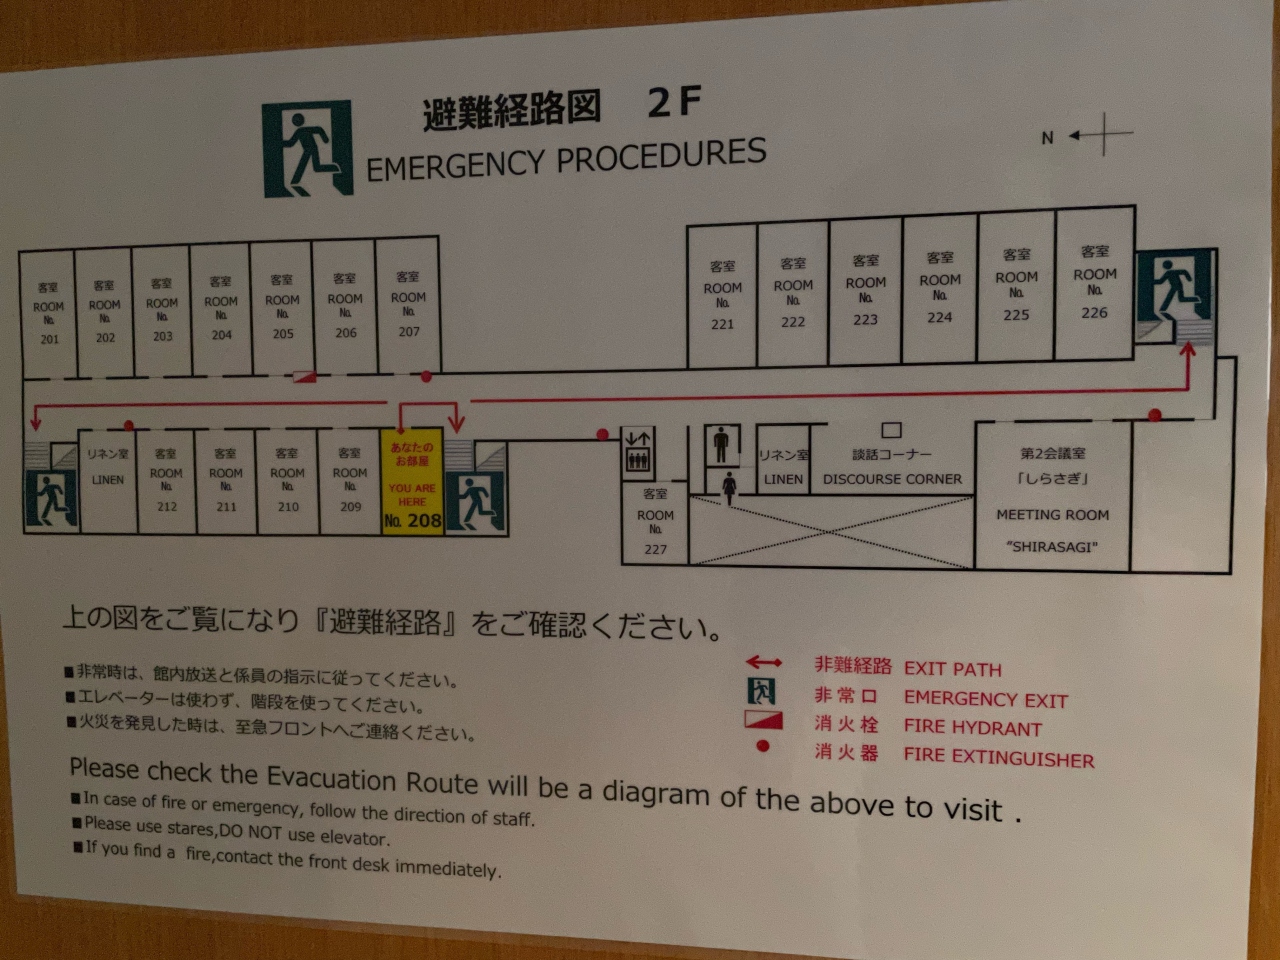 避難経路図 2F
EMERGENCY PROCEDURES
N
客室 ROOM No. 201
客室 ROOM No. 202
客室 ROOM No. 203
客室 ROOM No. 204
客室 ROOM No. 205
客室 ROOM No. 206
客室 ROOM No. 207
客室 ROOM No. 221
客室 ROOM No. 222
客室 ROOM No. 223
客室 ROOM No. 224
客室 ROOM No. 225
客室 ROOM No. 226
リネン室 LINEN
客室 ROOM No. 212
客室 ROOM No. 211
客室 ROOM No. 210
客室 ROOM No. 209
あなたの
お部屋
YOU ARE
HERE
No. 208
客室 ROOM No. 227
リネン室 LINEN
談話コーナー
DISCOURSE CORNER
第2会議室
「しらさぎ」
MEETING ROOM
"SHIRASAGI"
上の図をご覧になり『避難経路』をご確認ください。
■非常時は、館内放送と係員の指示に従ってください。
■エレベーターは使わず、階段を使ってください。
■火災を発見した時は、至急フロントへご連絡ください。
非難経路 EXIT PATH
非常口 EMERGENCY EXIT
消火栓 FIRE HYDRANT
消火器 FIRE EXTINGUISHER
Please check the Evacuation Route will be a diagram of the above to visit .
■In case of fire or emergency, follow the direction of staff.
■Please use stares,DO NOT use elevator.
■If you find a fire,contact the front desk immediately.